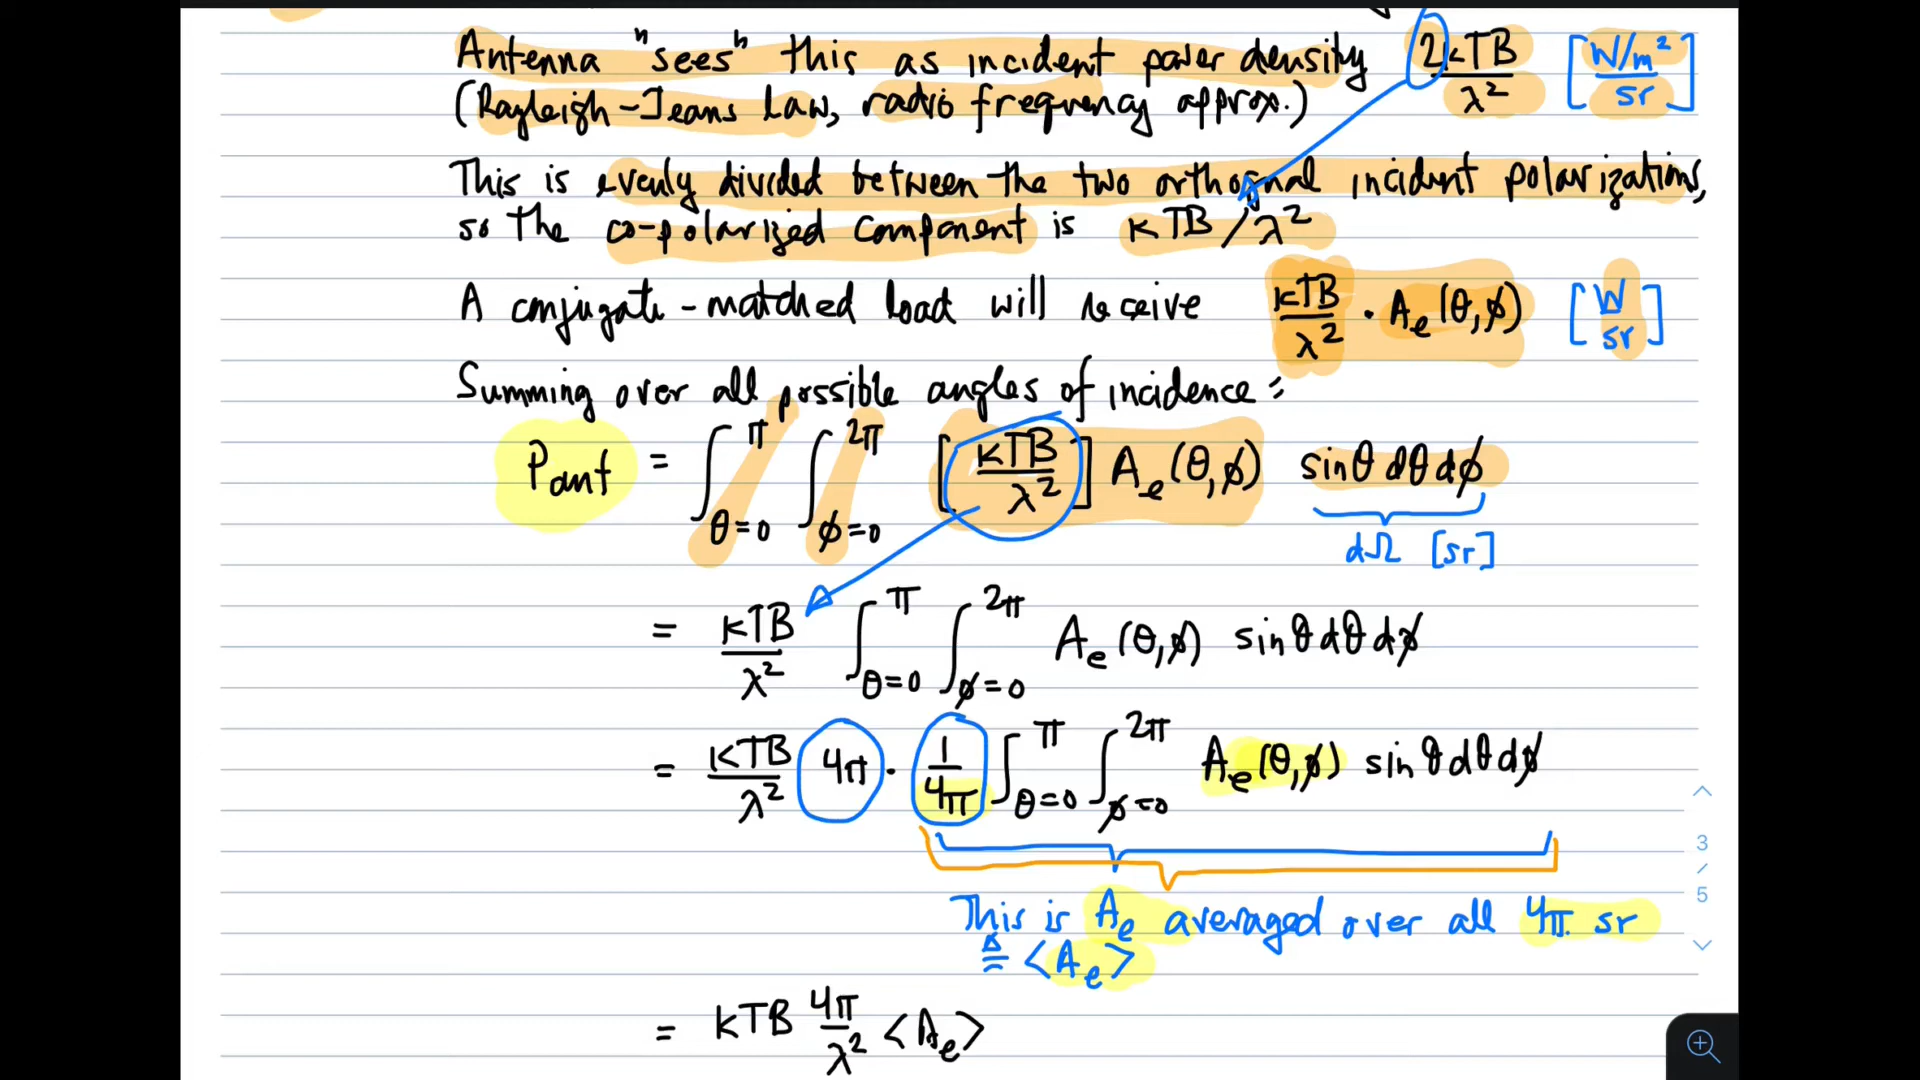 Antenna "sees" this as incident power density 2kTB/λ² [W/m²/sr]
(Rayleigh-Jeans Law, radio frequency approx.)
This is evenly divided between the two orthognal incident polarizations,
so the co-polarized component is kTB/λ²
A conjugate-matched load will receive kTB/λ² · Ae(θ,φ) [W/sr]
Summing over all possible angles of incidence:
Pant = ∫θ=0^π ∫φ=0^2π [kTB/λ²] Ae(θ,φ) sinθ dθ dφ
dΩ [sr]
= kTB/λ² ∫θ=0^π ∫φ=0^2π Ae(θ,φ) sinθ dθ dφ
= kTB/λ² 4π · 1/4π ∫θ=0^π ∫φ=0^2π Ae(θ,φ) sinθ dθ dφ
This is Ae averaged over all 4π sr
≜ <Ae>
= kTB 4π/λ² <Ae>
3
/
5